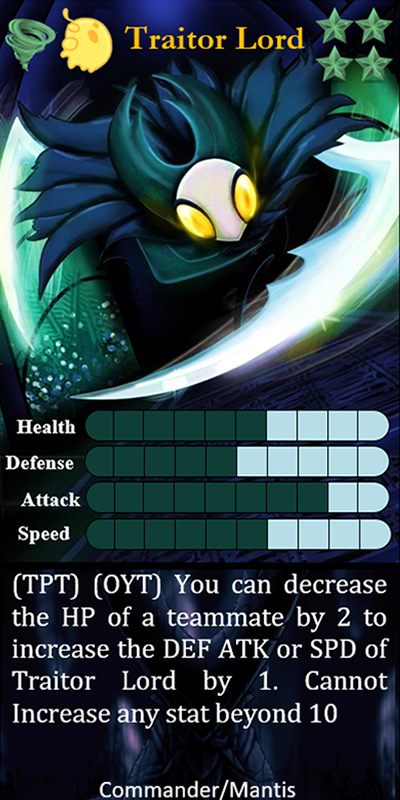 Traitor Lord
Health
Defense
Attack
Speed
(TPT) (OYT) You can decrease
the HP of a teammate by 2 to
increase the DEF ATK or SPD of
Traitor Lord by 1. Cannot
Increase any stat beyond 10
Commander/Mantis